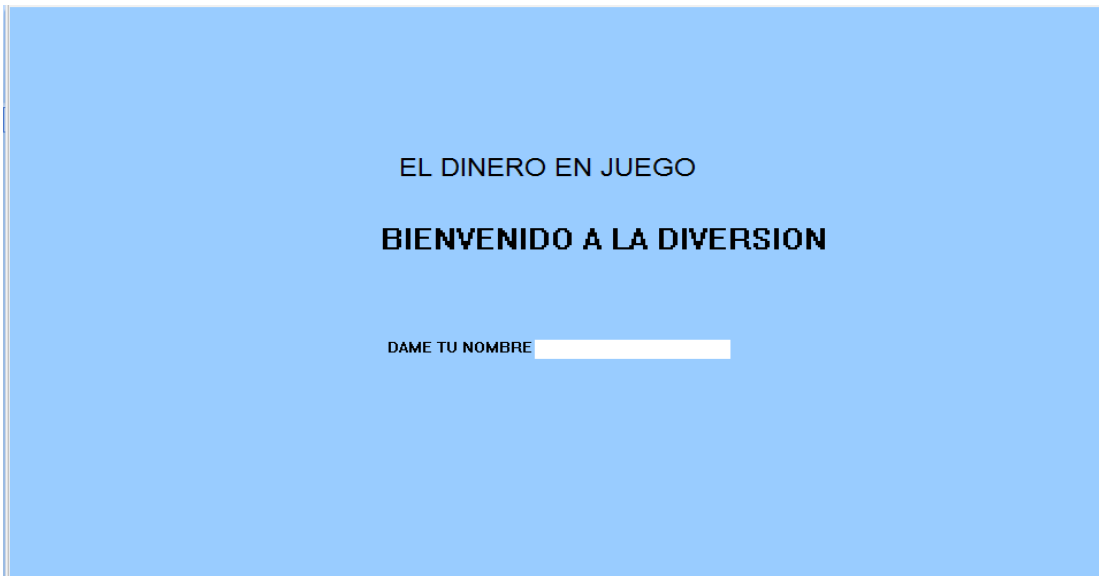 EL DINERO EN JUEGO
BIENVENIDO A LA DIVERSION
DAME TU NOMBRE